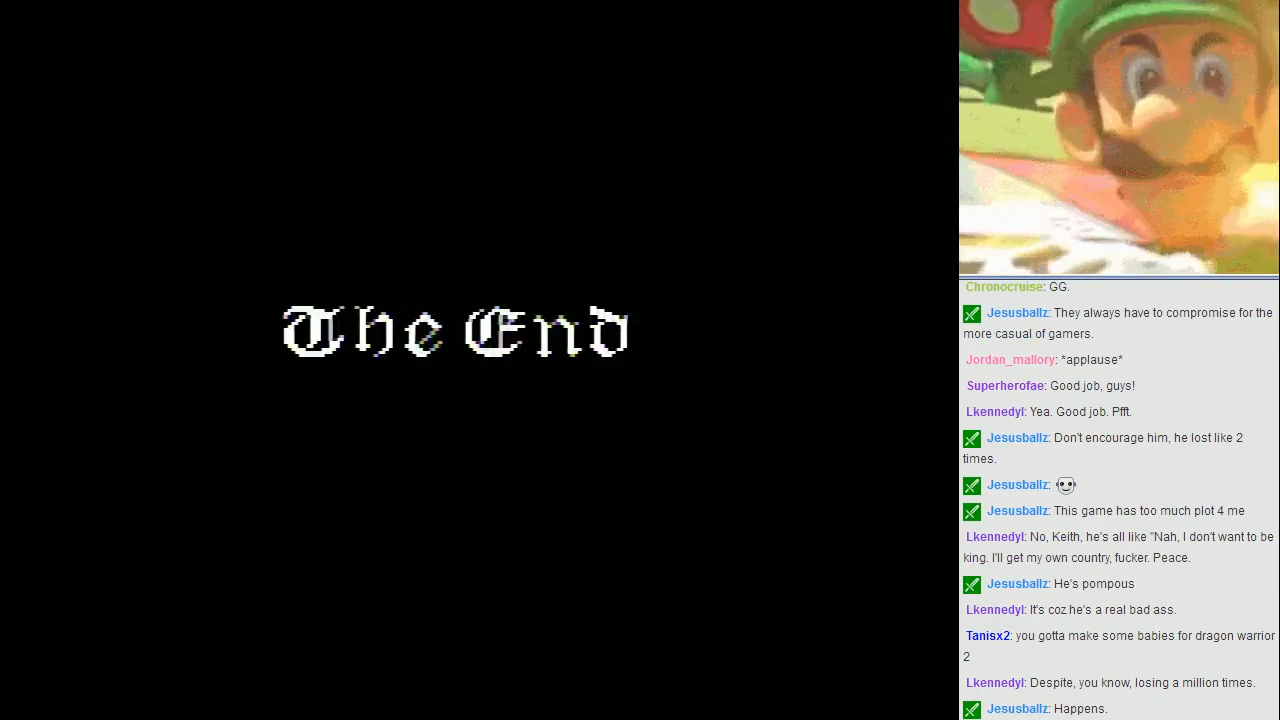 The End
Chronocruise: GG.
Jesusballz: They always have to compromise for the
more casual of gamers.
Jordan_mallory: *applause*
Superherofae: Good job, guys!
Lkennedyl: Yea. Good job. Pfft.
Jesusballz: Don't encourage him, he lost like 2
times.
Jesusballz:
Jesusballz: This game has too much plot 4 me
Lkennedyl: No, Keith, he's all like "Nah, I don't want to be
king. I'll get my own country, fucker. Peace.
Jesusballz: He's pompous
Lkennedyl: It's coz he's a real bad ass.
Tanisx2: you gotta make some babies for dragon warrior
2
Lkennedyl: Despite, you know, losing a million times.
Jesusballz: Happens.